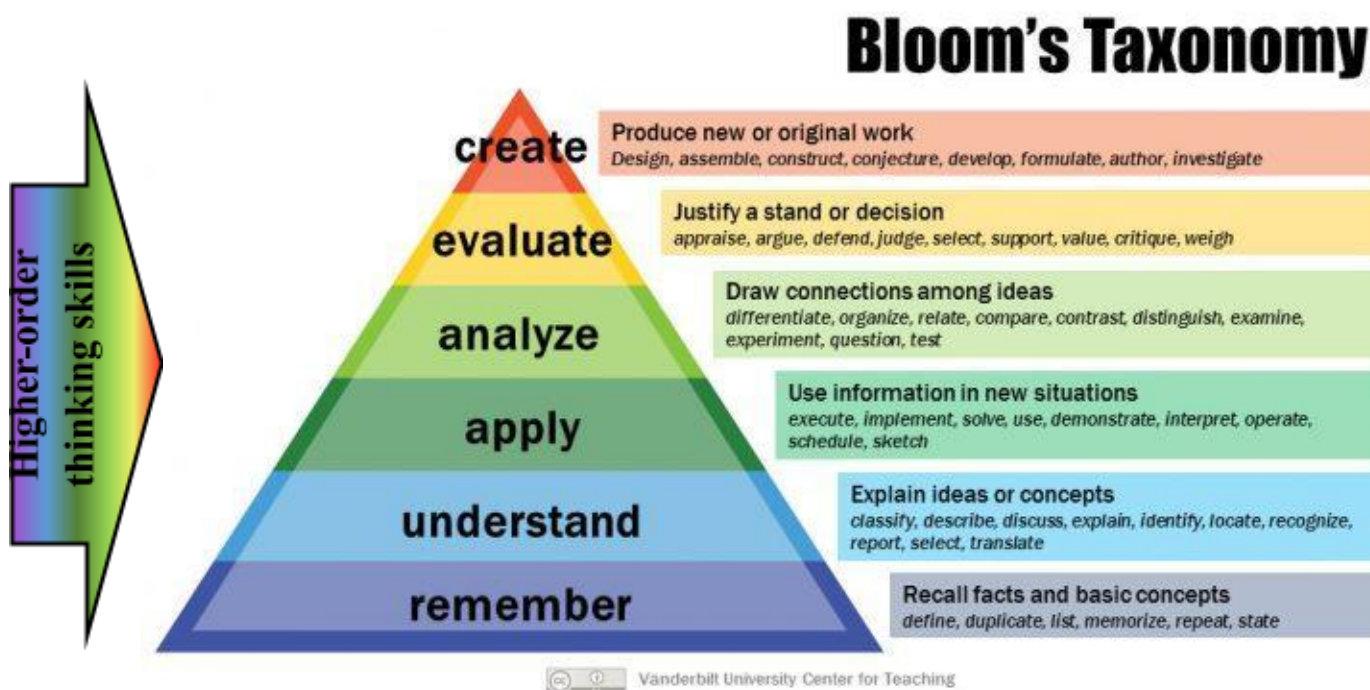 Bloom's Taxonomy
Higher-order
thinking skills
create
Produce new or original work
Design, assemble, construct, conjecture, develop, formulate, author, investigate
evaluate
Justify a stand or decision
appraise, argue, defend, judge, select, support, value, critique, weigh
analyze
Draw connections among ideas
differentiate, organize, relate, compare, contrast, distinguish, examine,
experiment, question, test
apply
Use information in new situations
execute, implement, solve, use, demonstrate, interpret, operate,
schedule, sketch
understand
Explain ideas or concepts
classify, describe, discuss, explain, identify, locate, recognize,
report, select, translate
remember
Recall facts and basic concepts
define, duplicate, list, memorize, repeat, state
cc
Vanderbilt University Center for Teaching